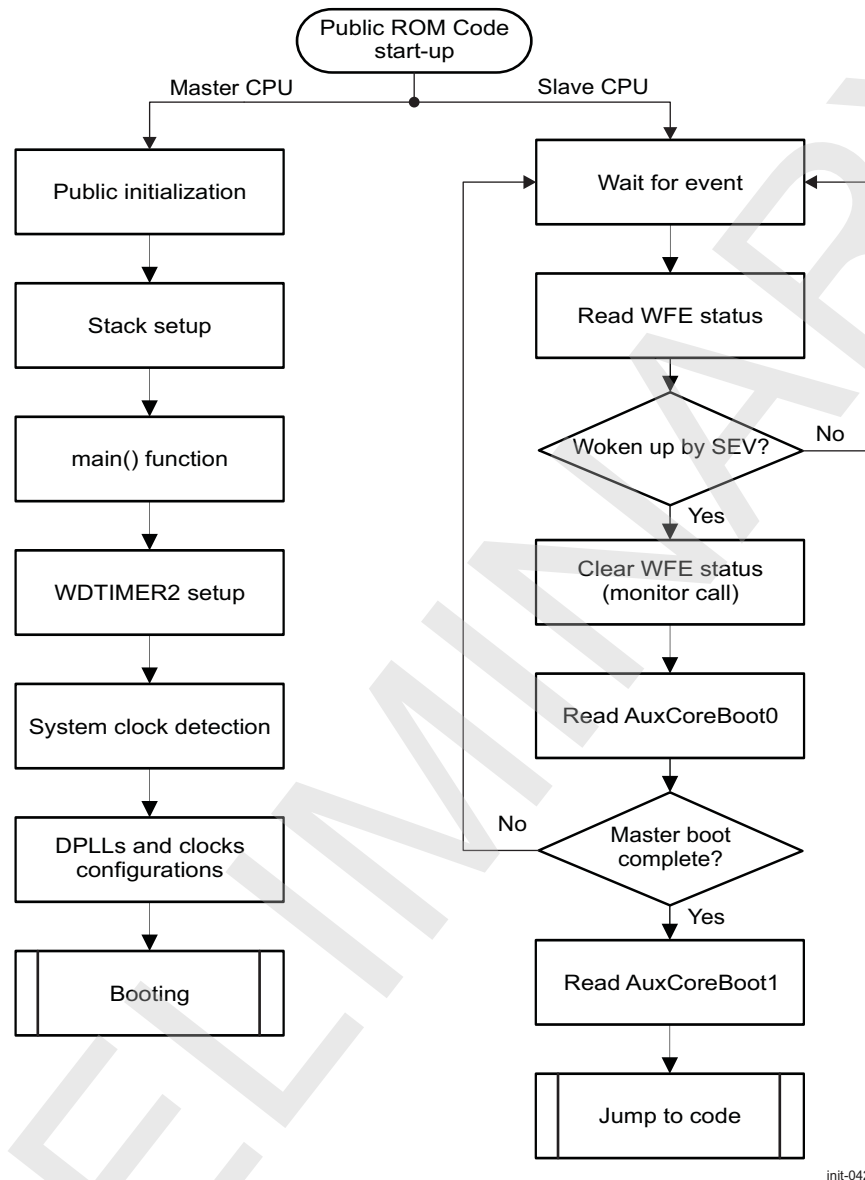 Public ROM Code
start-up
Master CPU
Slave CPU
Public initialization
Stack setup
main() function
WDTIMER2 setup
System clock detection
DPLLs and clocks
configurations
Booting
Wait for event
Read WFE status
Woken up by SEV?
No
Yes
Clear WFE status
(monitor call)
Read AuxCoreBoot0
No
Master boot
complete?
Yes
Read AuxCoreBoot1
Jump to code
ELIMINAR